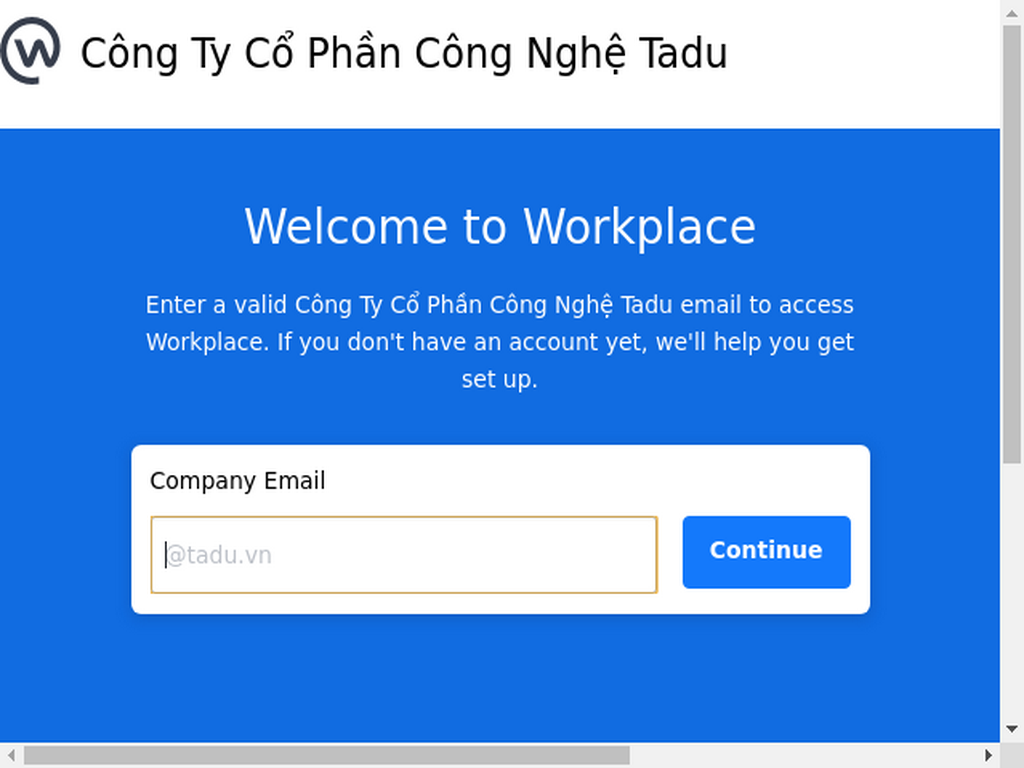 Công Ty Cổ Phần Công Nghệ Tadu
Welcome to Workplace
Enter a valid Công Ty Cổ Phần Công Nghệ Tadu email to access
Workplace. If you don't have an account yet, we'll help you get
set up.
Company Email
@tadu.vn
Continue